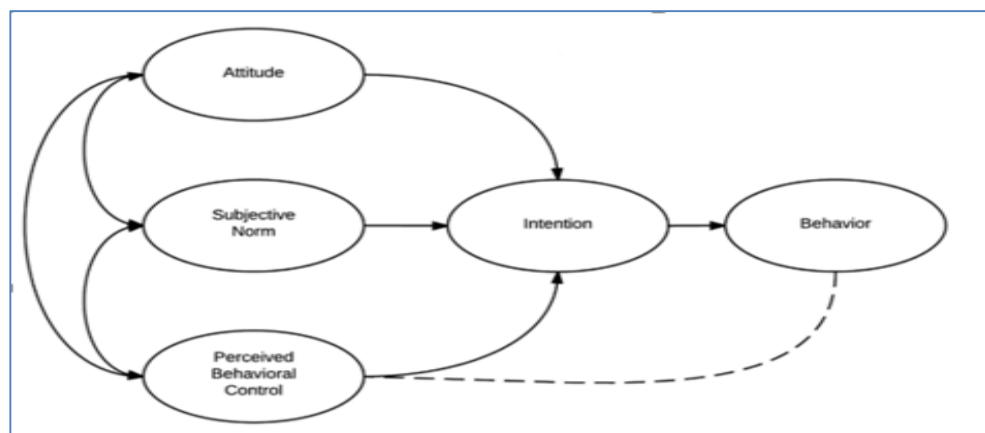 Attitude
Subjective
Norm
Intention
Behavior
Perceived
Behavioral
Control